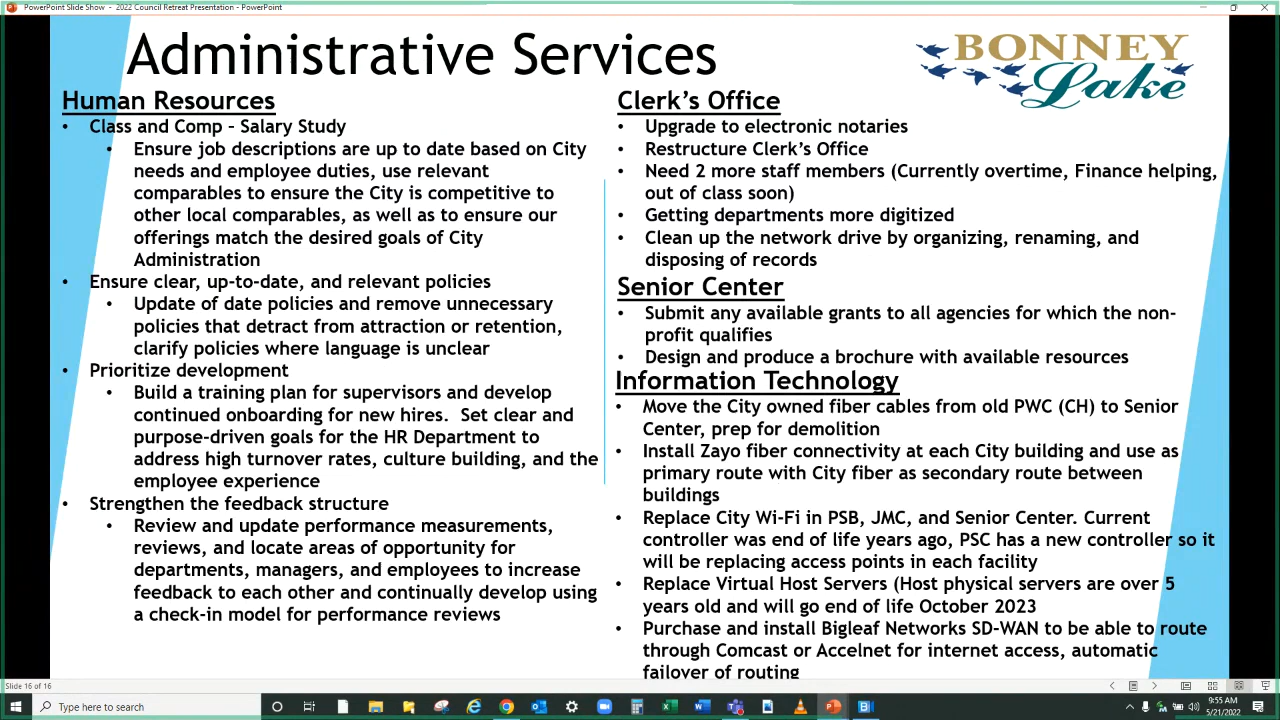 PowerPoint Slide Show - 2022 Council Retreat Presentation - PowerPoint
Administrative Services
BONNEY
Lake
Human Resources
• Class and Comp – Salary Study
• Ensure job descriptions are up to date based on City
needs and employee duties, use relevant
comparables to ensure the City is competitive to
other local comparables, as well as to ensure our
offerings match the desired goals of City
Administration
• Ensure clear, up-to-date, and relevant policies
• Update of date policies and remove unnecessary
policies that detract from attraction or retention,
clarify policies where language is unclear
• Prioritize development
• Build a training plan for supervisors and develop
continued onboarding for new hires. Set clear and
purpose-driven goals for the HR Department to
address high turnover rates, culture building, and the
employee experience
• Strengthen the feedback structure
• Review and update performance measurements,
reviews, and locate areas of opportunity for
departments, managers, and employees to increase
feedback to each other and continually develop using
a check-in model for performance reviews
Clerk's Office
• Upgrade to electronic notaries
• Restructure Clerk's Office
• Need 2 more staff members (Currently overtime, Finance helping,
out of class soon)
• Getting departments more digitized
• Clean up the network drive by organizing, renaming, and
disposing of records
Senior Center
• Submit any available grants to all agencies for which the non-
profit qualifies
• Design and produce a brochure with available resources
Information Technology
• Move the City owned fiber cables from old PWC (CH) to Senior
Center, prep for demolition
• Install Zayo fiber connectivity at each City building and use as
primary route with City fiber as secondary route between
buildings
• Replace City Wi-Fi in PSB, JMC, and Senior Center. Current
controller was end of life years ago, PSC has a new controller so it
will be replacing access points in each facility
• Replace Virtual Host Servers (Host physical servers are over 5
years old and will go end of life October 2023
• Purchase and install Bigleaf Networks SD-WAN to be able to route
through Comcast or Accelnet for internet access, automatic
failover of routing
Slide 16 of 16
Type here to search
9:55 AM
5/21/2022